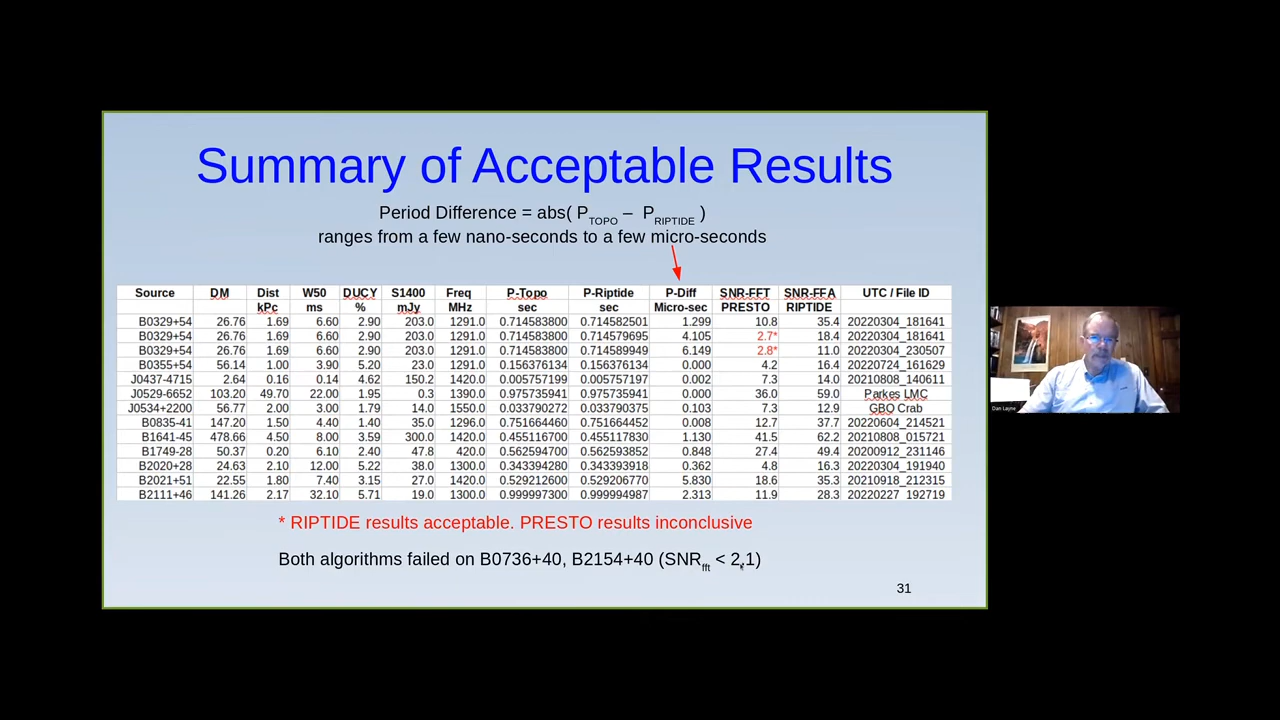 Summary of Acceptable Results
Period Difference = abs( PTOPO – PRIPTIDE )
ranges from a few nano-seconds to a few micro-seconds
Source DM Dist W50 DUCY S1400 Freq P-Topo P-Riptide P-Diff SNR-FFT SNR-FFA UTC / File ID
kPc ms % mJy MHz sec sec Micro-sec PRESTO RIPTIDE
B0329+54 26.76 1.69 6.60 2.90 203.0 1291.0 0.714583800 0.714582501 1.299 10.8 35.4 20220304_181641
B0329+54 26.76 1.69 6.60 2.90 203.0 1291.0 0.714583800 0.714579695 4.105 2.7* 18.4 20220304_181641
B0329+54 26.76 1.69 6.60 2.90 203.0 1291.0 0.714583800 0.714589949 6.149 2.8* 11.0 20220304_230507
B0355+54 56.14 1.00 3.90 5.20 23.0 1291.0 0.156376134 0.156376134 0.000 4.2 16.4 20220724_161629
J0437-4715 2.64 0.16 0.14 4.62 150.2 1420.0 0.005757199 0.005757197 0.002 7.3 14.0 20210808_140611
J0529-6652 103.20 49.70 22.00 1.95 0.3 1390.0 0.975735941 0.975735941 0.000 36.0 59.0 Parkes LMC
J0534+2200 56.77 2.00 3.00 1.79 14.0 1550.0 0.033790272 0.033790375 0.103 7.3 12.9 GBO Crab
B0835-41 147.20 1.50 4.40 1.40 35.0 1296.0 0.751664460 0.751664452 0.008 12.7 37.7 20220604_214521
B1641-45 478.66 4.50 8.00 3.59 300.0 1420.0 0.455116700 0.455117830 1.130 41.5 62.2 20210808_015721
B1749-28 50.37 0.20 6.10 2.40 47.8 420.0 0.562594700 0.562593852 0.848 27.4 49.4 20200912_231146
B2020+28 24.63 2.10 12.00 5.22 38.0 1300.0 0.343394280 0.343393918 0.362 4.8 16.3 20220304_191940
B2021+51 22.55 1.80 7.40 3.15 27.0 1420.0 0.529212600 0.529206770 5.830 18.6 35.3 20210918_212315
B2111+46 141.26 2.17 32.10 5.71 19.0 1300.0 0.999997300 0.999994987 2.313 11.9 28.3 20220227_192719
* RIPTIDE results acceptable. PRESTO results inconclusive
Both algorithms failed on B0736+40, B2154+40 (SNRfft < 2.1)
31
Dan Layne